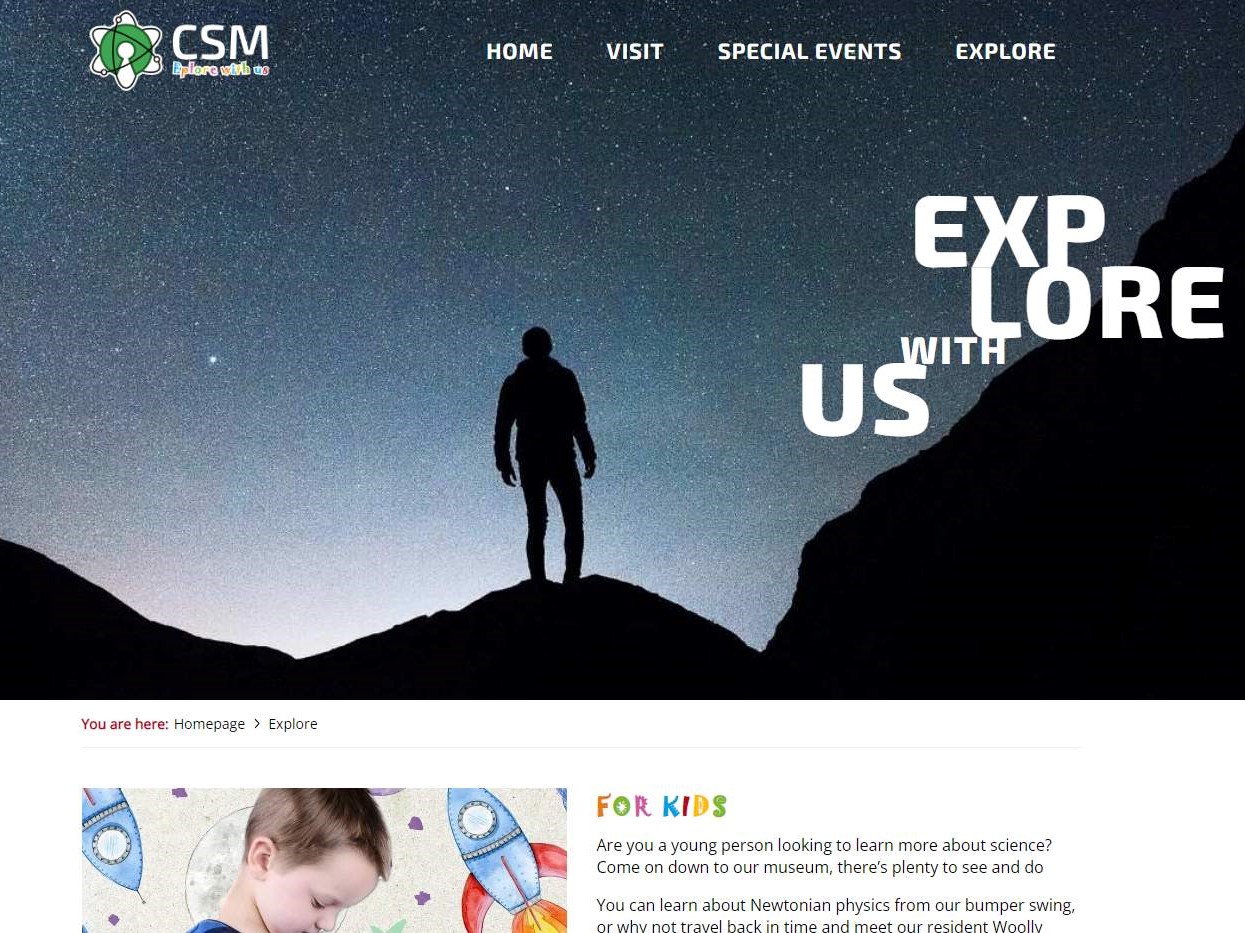 CSM
Eplore with us
HOME VISIT SPECIAL EVENTS EXPLORE
EXP
LORE
WITH
US
You are here: Homepage > Explore
FOR KIDS
Are you a young person looking to learn more about science?
Come on down to our museum, there's plenty to see and do
You can learn about Newtonian physics from our bumper swing,
or why not travel back in time and meet our resident Woolly